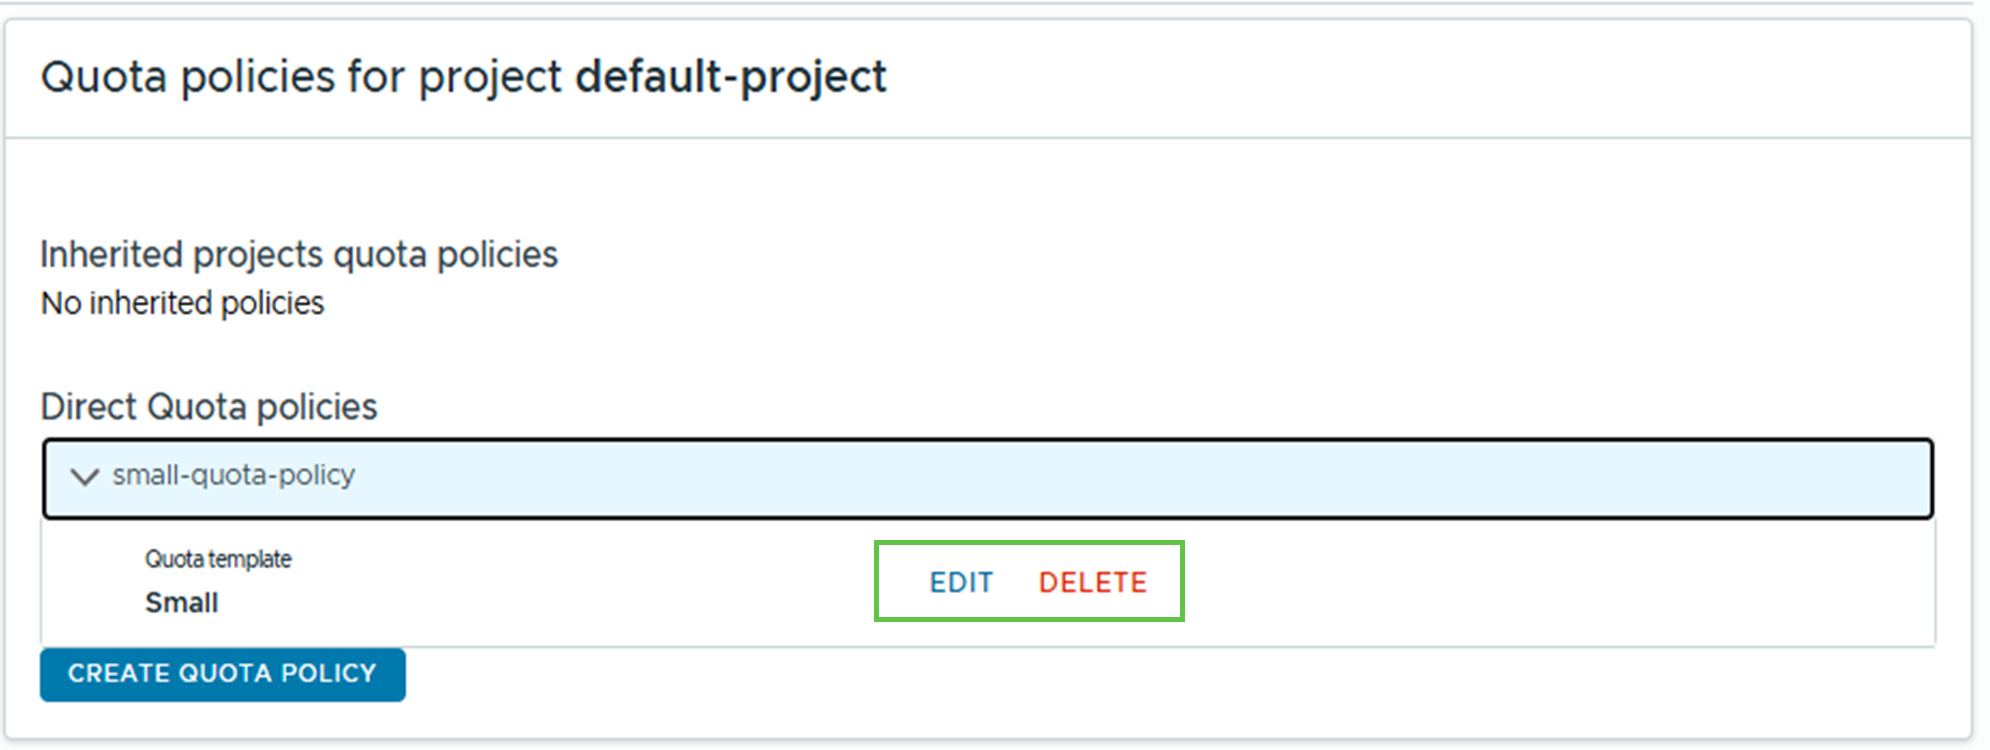 Quota policies for project default-project
Inherited projects quota policies
No inherited policies
Direct Quota policies
small-quota-policy
Quota template
Small
EDIT DELETE
CREATE QUOTA POLICY